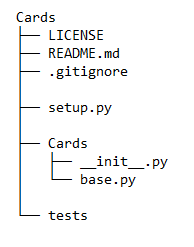 Cards
LICENSE
README.md
.gitignore
setup.py
Cards
__init__.py
base.py
tests